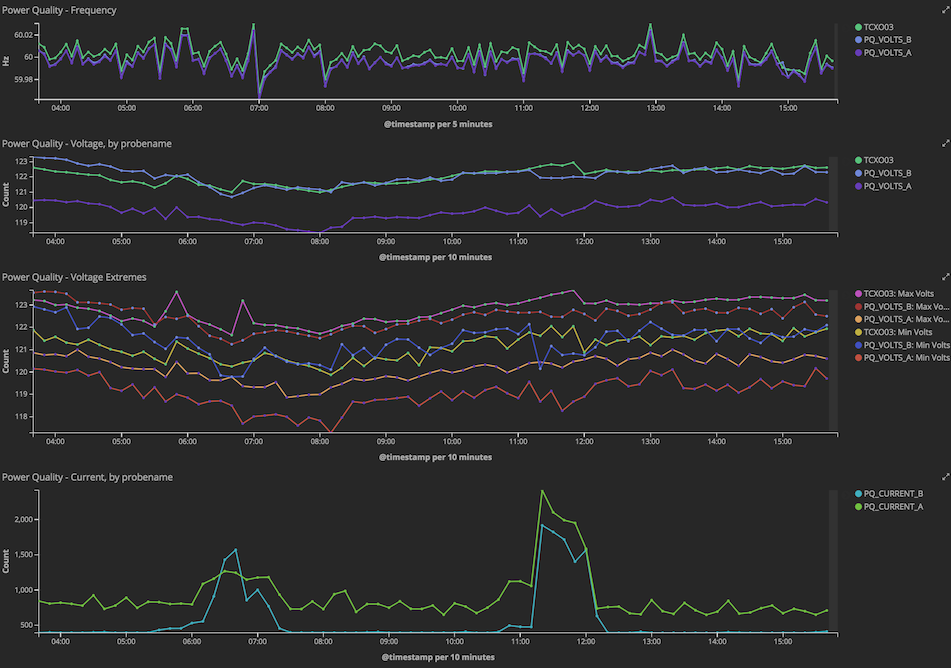 Power Quality - Frequency
Hz
60.02
60
59.98
04:00 05:00 06:00 07:00 08:00 09:00 10:00 11:00 12:00 13:00 14:00 15:00
@timestamp per 5 minutes
TCXO03
PQ_VOLTS_B
PQ_VOLTS_A
Power Quality - Voltage, by probename
Count
123
122
121
120
119
04:00 05:00 06:00 07:00 08:00 09:00 10:00 11:00 12:00 13:00 14:00 15:00
@timestamp per 10 minutes
TCXO03
PQ_VOLTS_B
PQ_VOLTS_A
Power Quality - Voltage Extremes
Count
123
122
121
120
119
118
04:00 05:00 06:00 07:00 08:00 09:00 10:00 11:00 12:00 13:00 14:00 15:00
@timestamp per 10 minutes
TCXO03: Max Volts
PQ_VOLTS_B: Max Vo...
PQ_VOLTS_A: Max Vo...
TCXO03: Min Volts
PQ_VOLTS_B: Min Volts
PQ_VOLTS_A: Min Volts
Power Quality - Current, by probename
Count
2,000
1,500
1,000
500
04:00 05:00 06:00 07:00 08:00 09:00 10:00 11:00 12:00 13:00 14:00 15:00
@timestamp per 10 minutes
PQ_CURRENT_B
PQ_CURRENT_A